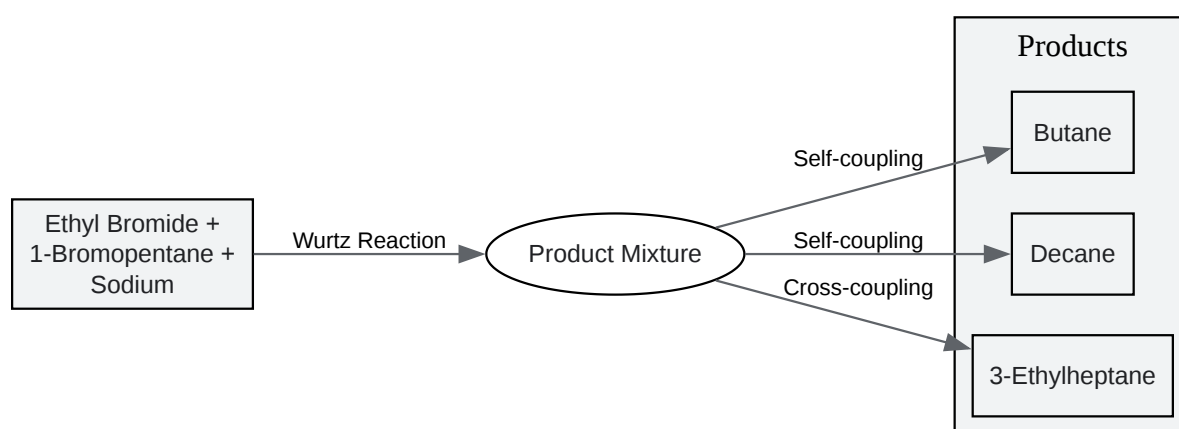 Products
Butane
Self-coupling
Ethyl Bromide +
1-Bromopentane +
Sodium
Wurtz Reaction
Product Mixture
Self-coupling
Decane
Cross-coupling
3-Ethylheptane